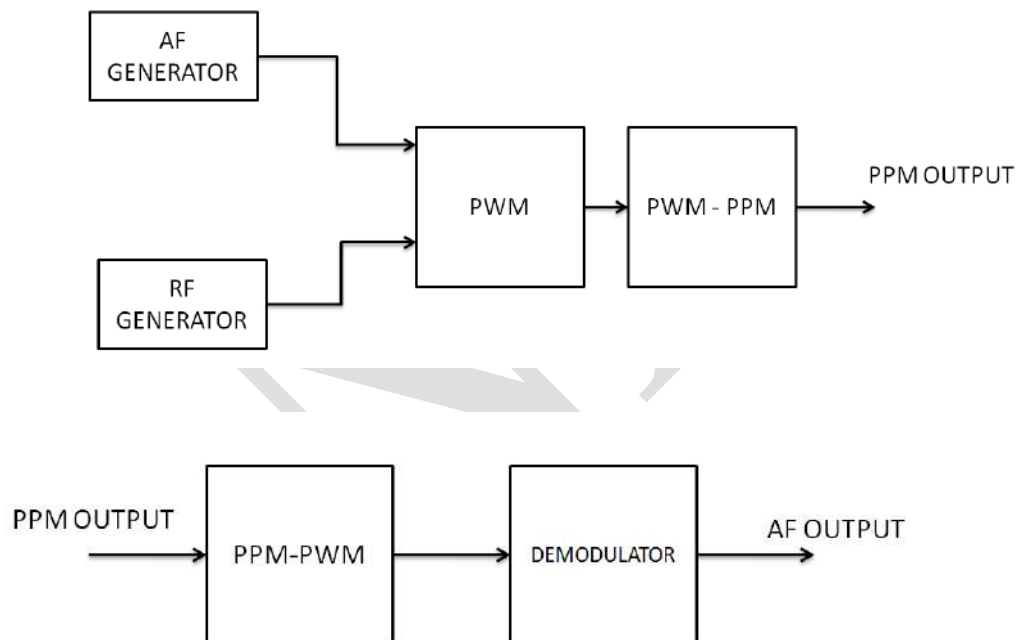 AF
GENERATOR
PWM
PWM - PPM
PPM OUTPUT
RF
GENERATOR
PPM OUTPUT
PPM-PWM
DEMODULATOR
AF OUTPUT